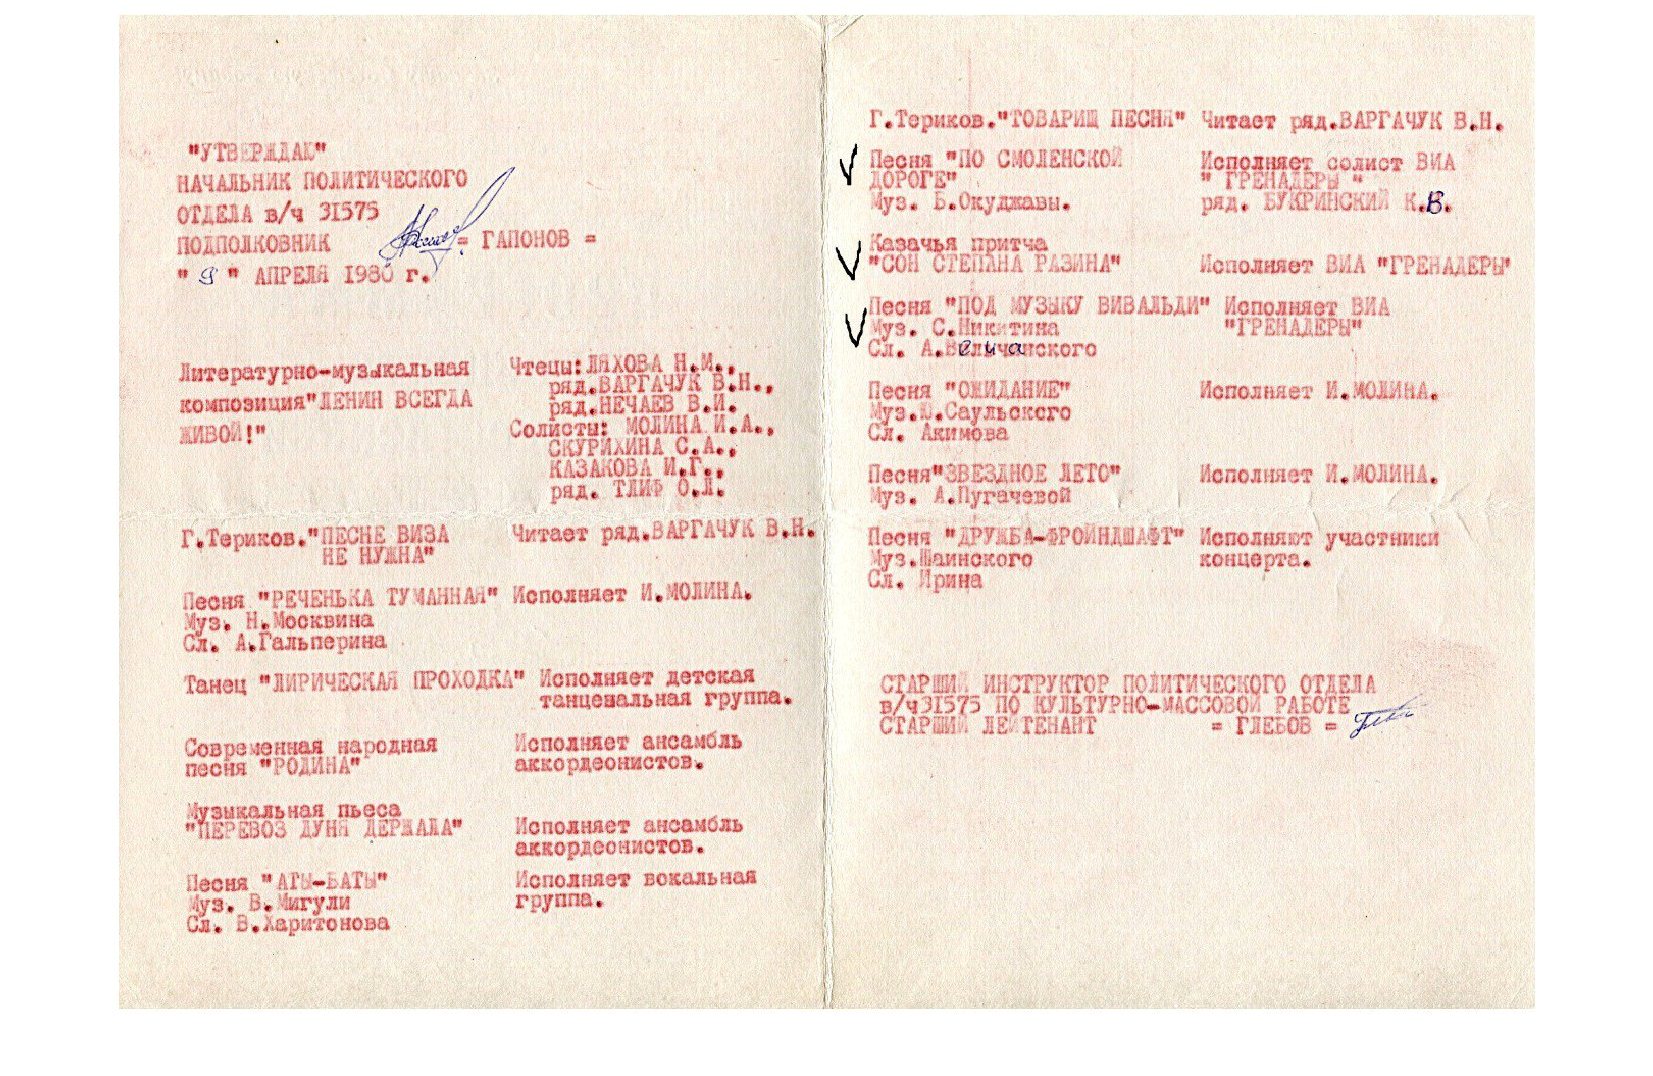 "УТВЕРЖДАЮ"
НАЧАЛЬНИК ПОЛИТИЧЕСКОГО
ОТДЕЛА в/ч 31575
ПОДПОЛКОВНИК = ГАПОНОВ =
" 9 " АПРЕЛЯ 1980 г.
Литературно-музыкальная
композиция"ЛЕНИН ВСЕГДА
ЖИВОЙ!"
Чтецы:ЛЯХОВА Н.М.,
ряд.ВАРГАЧУК В.Н.,
ряд.НЕЧАЕВ В.И.
Солисты: МОЛИНА И.А.,
СКУРИХИНА С.А.,
КАЗАКОВА И.Г.,
ряд. ТЛИФ О.Л.
Г.Териков."ПЕСНЕ ВИЗА Читает ряд.ВАРГАЧУК В.Н.
НЕ НУЖНА"
Песня "РЕЧЕНЬКА ТУМАННАЯ" Исполняет И.МОЛИНА.
Муз. Н.Москвина
Сл. А.Гальперина
Танец "ЛИРИЧЕСКАЯ ПРОХОДКА" Исполняет детская
танцевальная группа.
Современная народная Исполняет ансамбль
песня "РОДИНА" аккордеонистов.
Музыкальная пьеса
"ПЕРЕВОЗ ДУНЯ ДЕРЖАЛА" Исполняет ансамбль
аккордеонистов.
Песня "АТЫ-БАТЫ" Исполняет вокальная
Муз. В.Мигули группа.
Сл. В.Харитонова
Г.Териков."ТОВАРИЩ ПЕСНЯ" Читает ряд.ВАРГАЧУК В.Н.
Песня "ПО СМОЛЕНСКОЙ Исполняет солист ВИА
ДОРОГЕ" " ГРЕНАДЕРЫ "
Муз. Б.Окуджавы. ряд. БУКРИНСКИЙ К.В.
Казачья притча
"СОН СТЕПАНА РАЗИНА" Исполняет ВИА "ГРЕНАДЕРЫ"
Песня "ПОД МУЗЫКУ ВИВАЛЬДИ" Исполняет ВИА
Муз. С.Никитина "ГРЕНАДЕРЫ"
Сл. А.Величанского
Песня "ОЖИДАНИЕ" Исполняет И.МОЛИНА.
Муз.Ю.Саульского
Сл. Акимова
Песня"ЗВЕЗДНОЕ ЛЕТО" Исполняет И.МОЛИНА.
Муз. А.Пугачевой
Песня "ДРУЖБА-ФРОЙНДШАФТ" Исполняют участники
Муз.Шаинского концерта.
Сл. Ирина
СТАРШИЙ ИНСТРУКТОР ПОЛИТИЧЕСКОГО ОТДЕЛА
в/ч31575 ПО КУЛЬТУРНО-МАССОВОЙ РАБОТЕ
СТАРШИЙ ЛЕЙТЕНАНТ = ГЛЕБОВ =